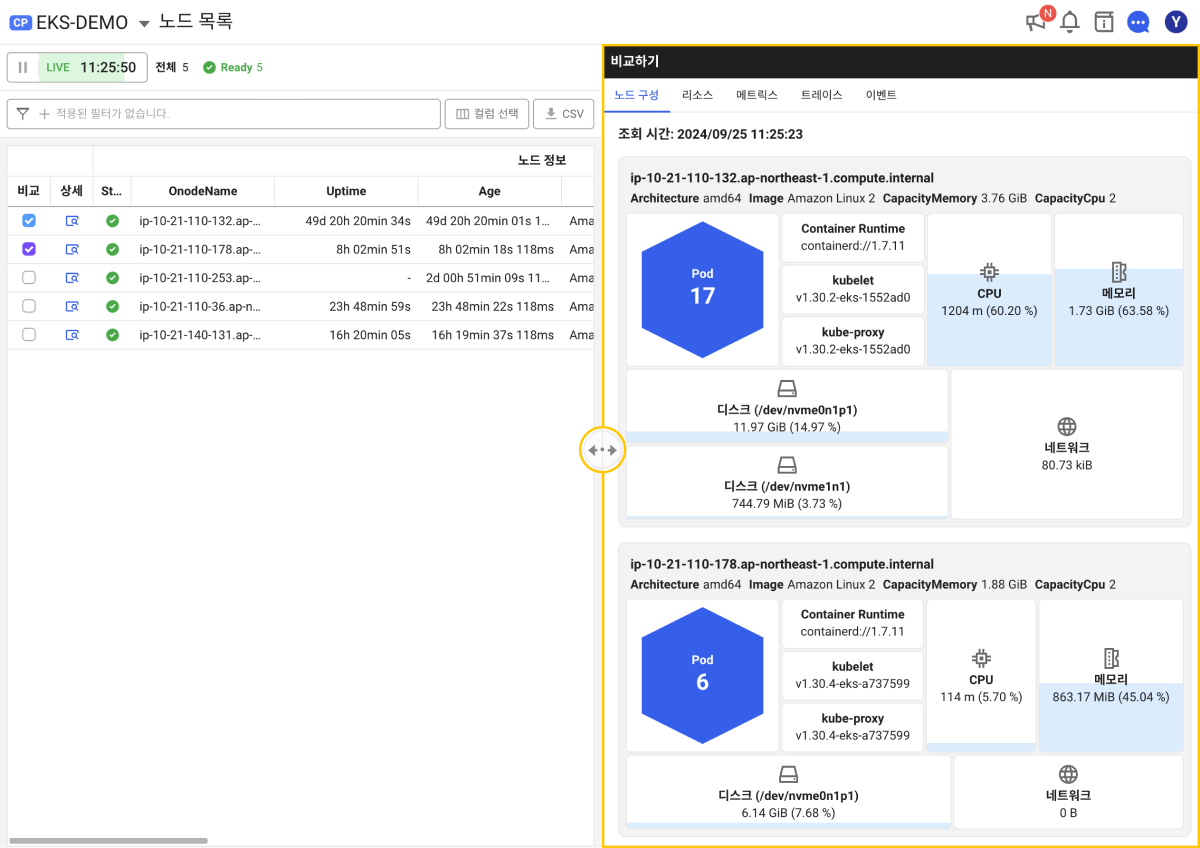 CP EKS-DEMO 노드 목록
N
Y
LIVE 11:25:50 전체 5 Ready 5
적용된 필터가 없습니다. 컬럼 선택 CSV
노드 정보
비교 상세 St... OnodeName Uptime Age
ip-10-21-110-132.ap-... 49d 20h 20min 34s 49d 20h 20min 01s 1... Ama
ip-10-21-110-178.ap-... 8h 02min 51s 8h 02min 18s 118ms Ama
ip-10-21-110-253.ap-... - 2d 00h 51min 09s 11... Ama
ip-10-21-110-36.ap-n... 23h 48min 59s 23h 48min 22s 118ms Ama
ip-10-21-140-131.ap-... 16h 20min 05s 16h 19min 37s 118ms Ama
비교하기
노드 구성 리소스 메트릭스 트레이스 이벤트
조회 시간: 2024/09/25 11:25:23
ip-10-21-110-132.ap-northeast-1.compute.internal
Architecture amd64 Image Amazon Linux 2 CapacityMemory 3.76 GiB CapacityCpu 2
Pod
17
Container Runtime
containerd://1.7.11
kubelet
v1.30.2-eks-1552ad0
kube-proxy
v1.30.2-eks-1552ad0
CPU
1204 m (60.20 %)
메모리
1.73 GiB (63.58 %)
디스크 (/dev/nvme0n1p1)
11.97 GiB (14.97 %)
디스크 (/dev/nvme1n1)
744.79 MiB (3.73 %)
네트워크
80.73 kiB
ip-10-21-110-178.ap-northeast-1.compute.internal
Architecture amd64 Image Amazon Linux 2 CapacityMemory 1.88 GiB CapacityCpu 2
Pod
6
Container Runtime
containerd://1.7.11
kubelet
v1.30.4-eks-a737599
kube-proxy
v1.30.4-eks-a737599
CPU
114 m (5.70 %)
메모리
863.17 MiB (45.04 %)
디스크 (/dev/nvme0n1p1)
6.14 GiB (7.68 %)
네트워크
0 B